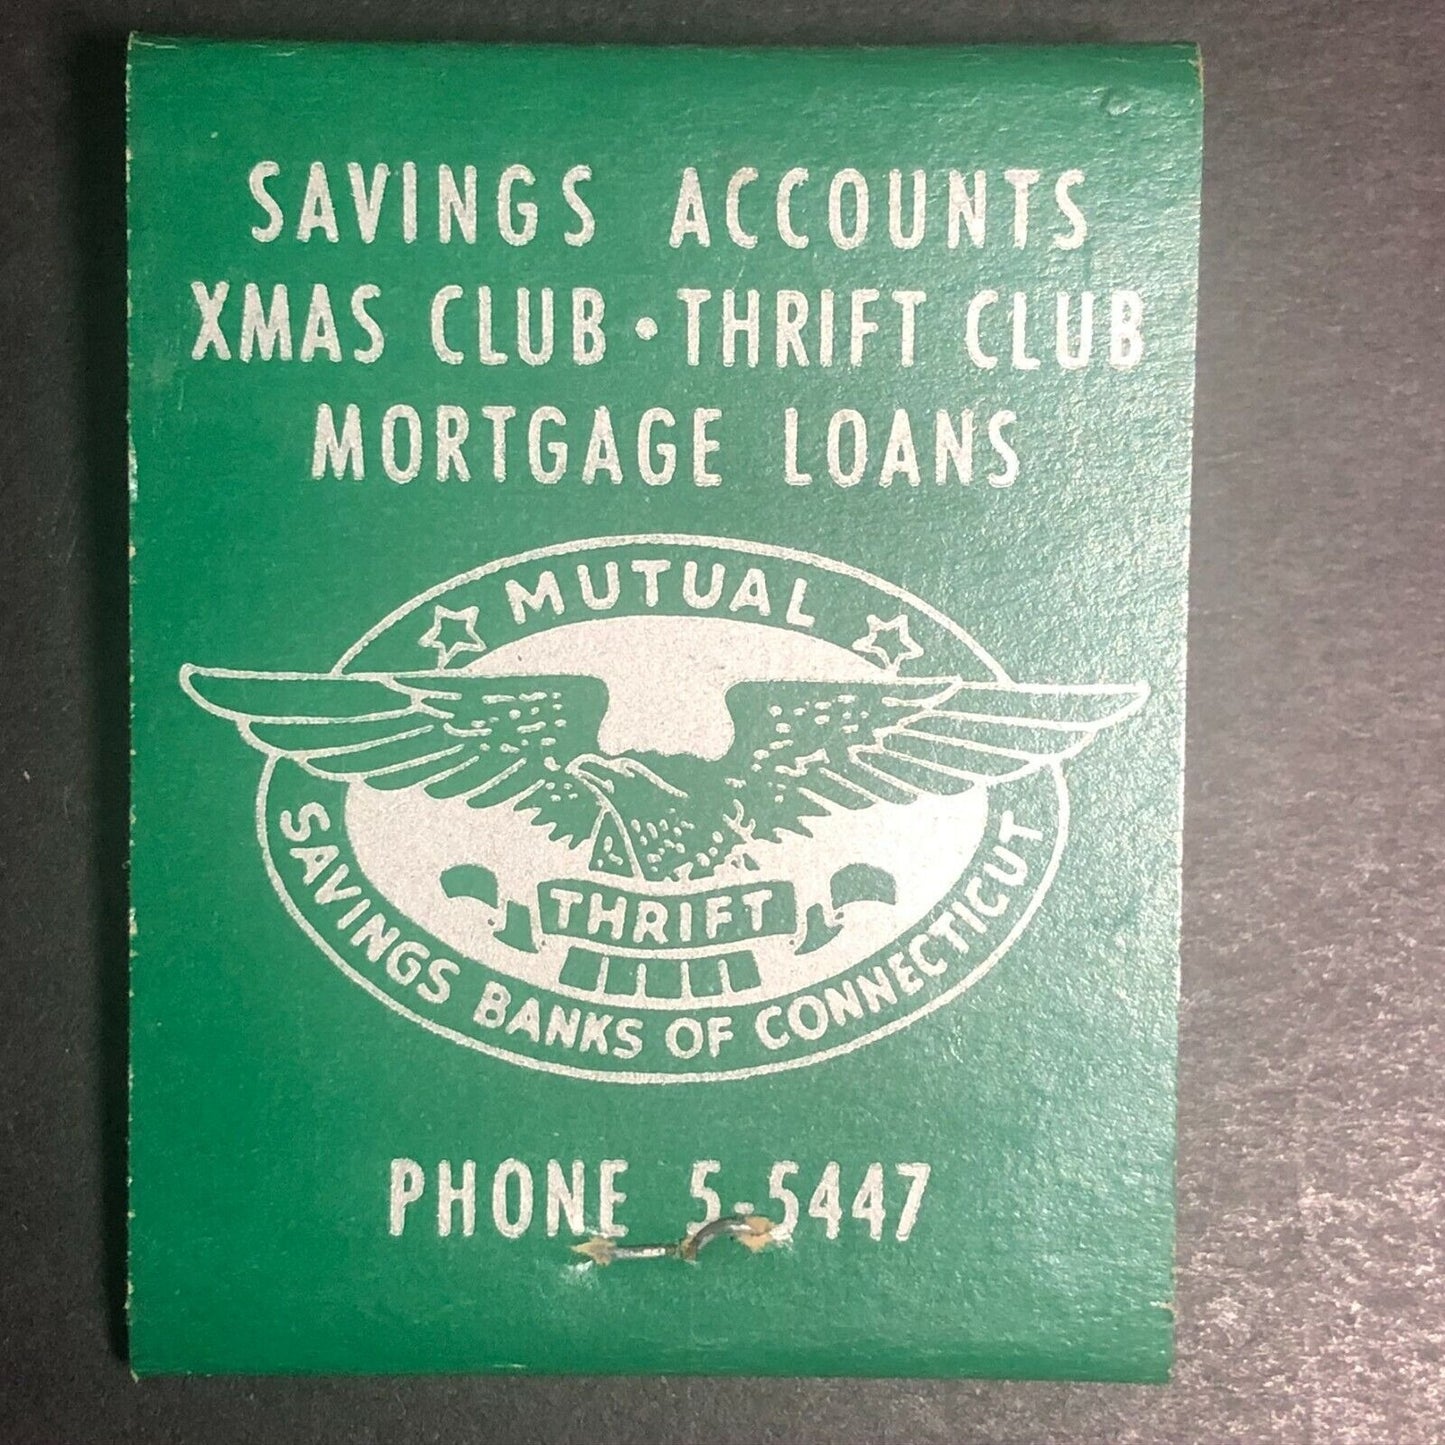 SAVINGS ACCOUNTS
XMAS CLUB • THRIFT CLUB
MORTGAGE LOANS
MUTUAL
THRIFT
SAVINGS BANKS OF CONNECTICUT
PHONE 5-5447